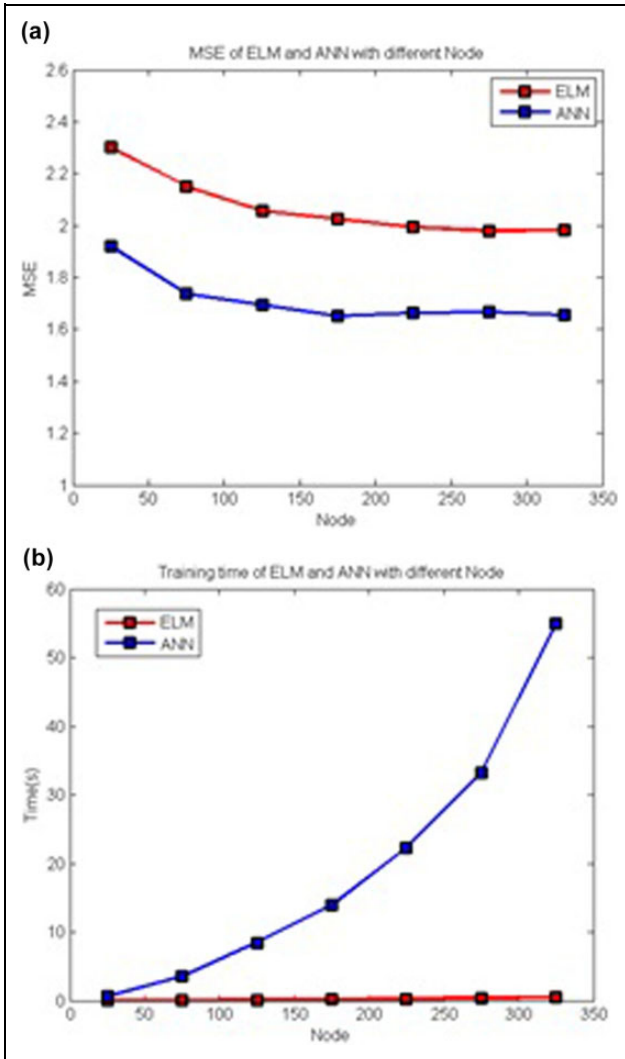 (a)
MSE of ELM and ANN with different Node
2.6
2.4
2.2
2
1.8
1.6
1.4
1.2
1
MSE
ELM
ANN
0 50 100 150 200 250 300 350
Node
(b)
Training time of ELM and ANN with different Node
60
50
40
30
20
10
0
Time(s)
ELM
ANN
0 50 100 150 200 250 300 350
Node